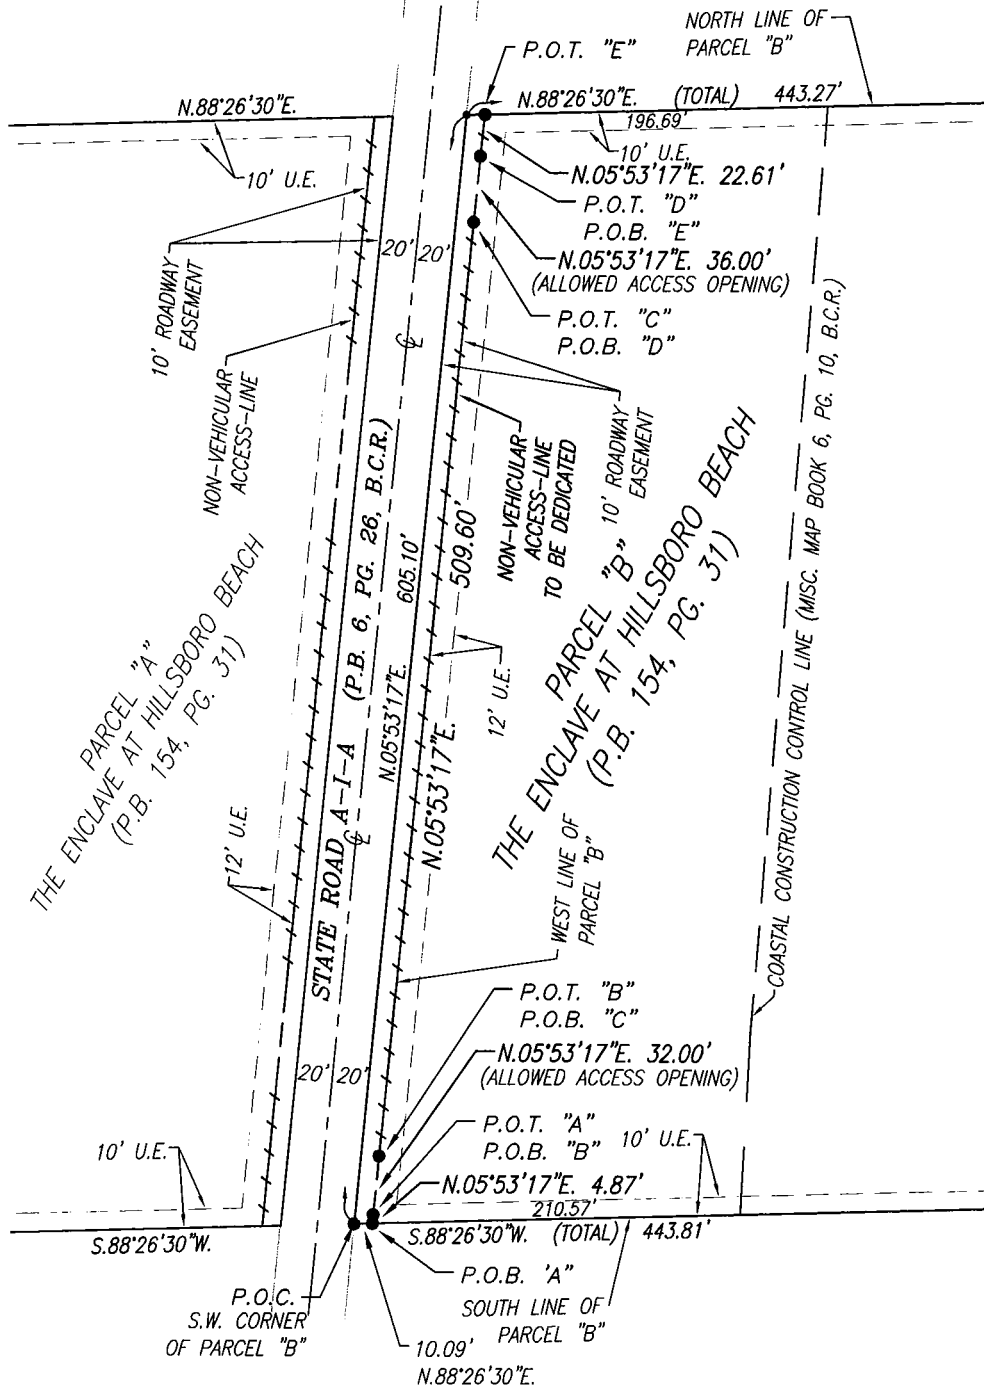 NORTH LINE OF
PARCEL "B"
P.O.T. "E"
N.88°26'30"E.
N.88°26'30"E. (TOTAL) 443.27'
196.69'
10' U.E.
10' U.E.
N.05°53'17"E. 22.61'
P.O.T. "D"
P.O.B. "E"
20' 20'
N.05°53'17"E. 36.00'
(ALLOWED ACCESS OPENING)
10' ROADWAY
EASEMENT
P.O.T. "C"
P.O.B. "D"
NON-VEHICULAR
ACCESS-LINE
10' ROADWAY
EASEMENT
NON-VEHICULAR
ACCESS-LINE
TO BE DEDICATED
PARCEL "A"
THE ENCLAVE AT HILLSBORO BEACH
(P.B. 154, PG. 31)
STATE ROAD A-I-A (P.B. 6, PG. 26, B.C.R.)
N.05°53'17"E. 605.10'
N.05°53'17"E. 509.60'
12' U.E.
PARCEL "B"
THE ENCLAVE AT HILLSBORO BEACH
(P.B. 154, PG. 31)
COASTAL CONSTRUCTION CONTROL LINE (MISC. MAP BOOK 6, PG. 10, B.C.R.)
12' U.E.
WEST LINE OF
PARCEL "B"
P.O.T. "B"
P.O.B. "C"
N.05°53'17"E. 32.00'
(ALLOWED ACCESS OPENING)
20' 20'
P.O.T. "A"
P.O.B. "B"
10' U.E.
10' U.E.
N.05°53'17"E. 4.87'
210.57'
S.88°26'30"W.
S.88°26'30"W. (TOTAL) 443.81'
P.O.B. 'A"
P.O.C.
S.W. CORNER
OF PARCEL "B"
SOUTH LINE OF
PARCEL "B"
10.09'
N.88°26'30"E.